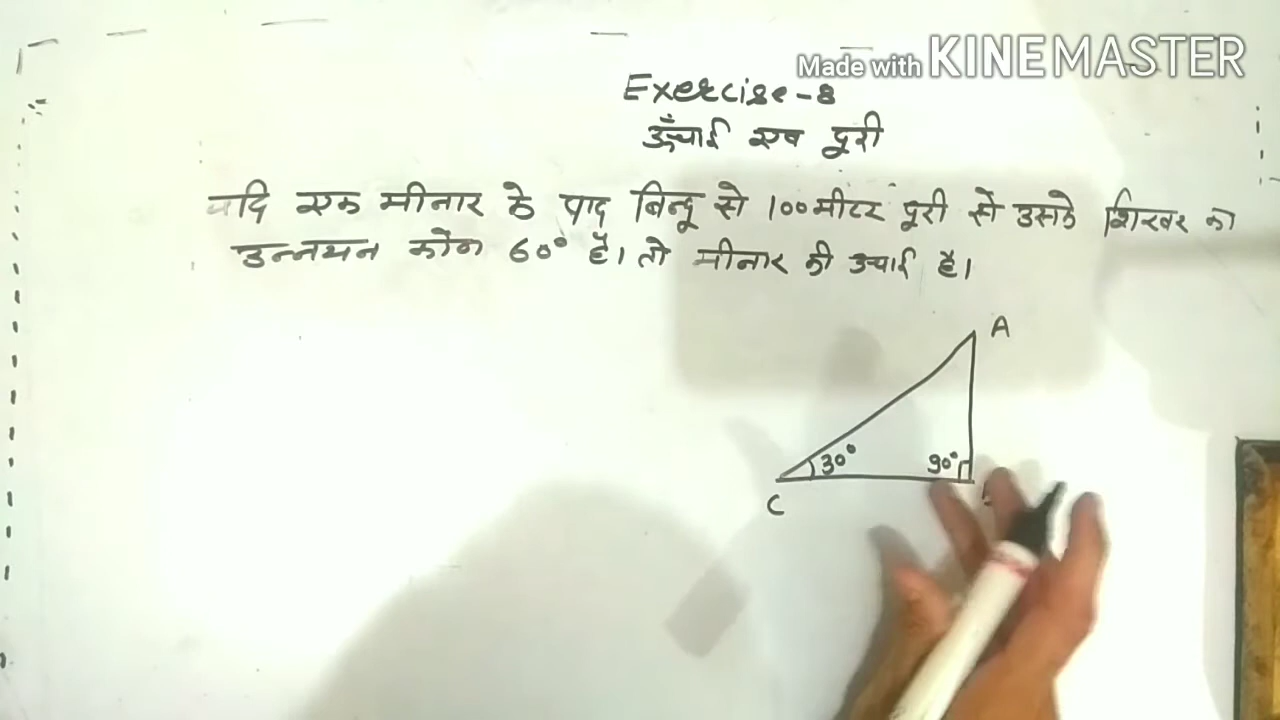 Made with KINEMASTER
Exercise-8
ऊँचाई एव दूरी
यदि एक मीनार के पाद बिन्दू से 100 मीटर दूरी से उसके शिखर का
उन्नयन कोण 60° है। तो मीनार की उचाई है।
A
30° 90°
C